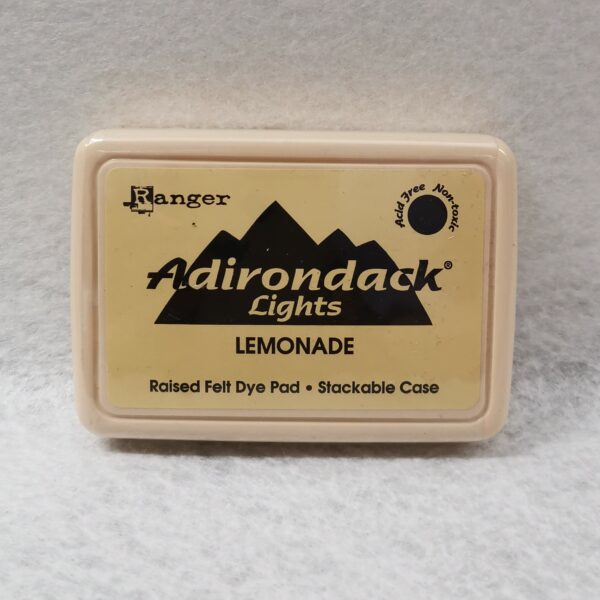 Ranger
Acid Free Non-toxic
Adirondack®
Lights
LEMONADE
Raised Felt Dye Pad • Stackable Case